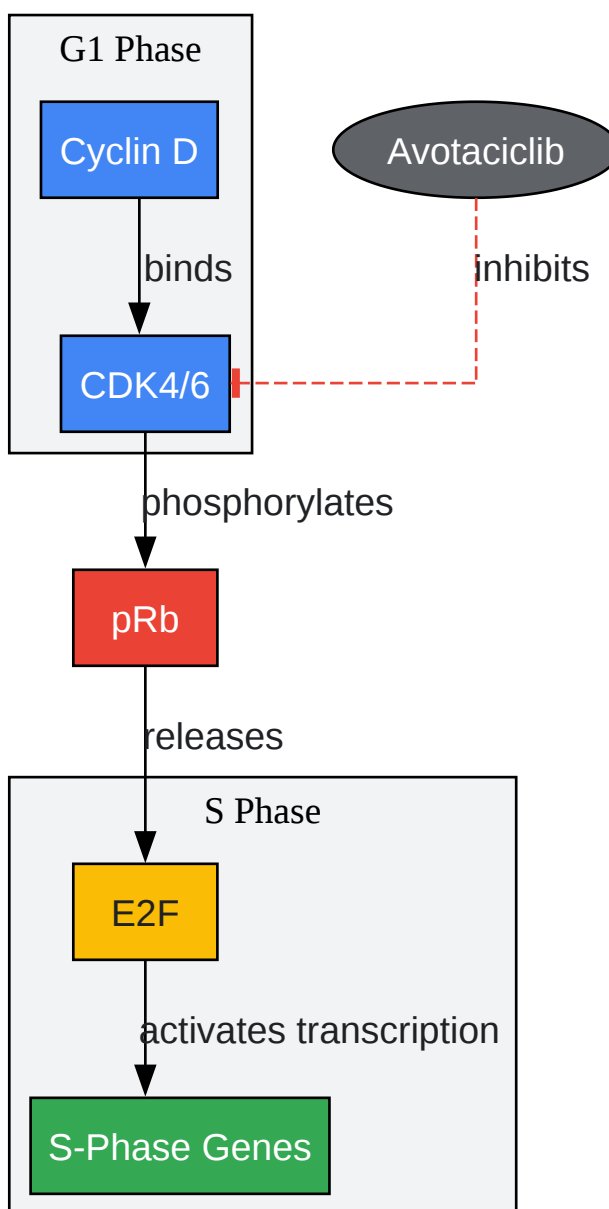 G1 Phase
Cyclin D
Avotaciclib
binds
inhibits
CDK4/6
phosphorylates
pRb
releases
S Phase
E2F
activates transcription
S-Phase Genes